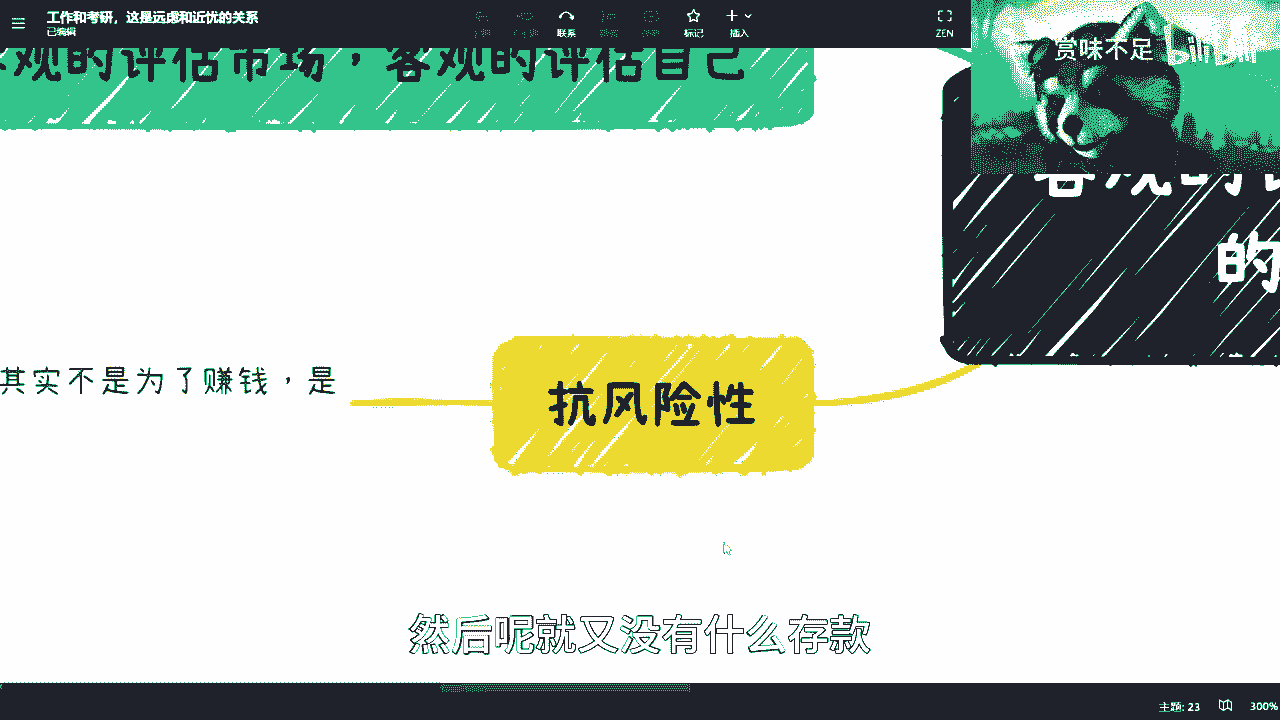 工作和考研,这是远虑和近忧的关系
已编辑
联系
标记
插入
ZEN
赏味不足
bilibili
观的评估市场,客观的评估自己
客观的
的
其实不是为了赚钱,是
抗风险性
然后呢就又没有什么存款
主题: 23
300%